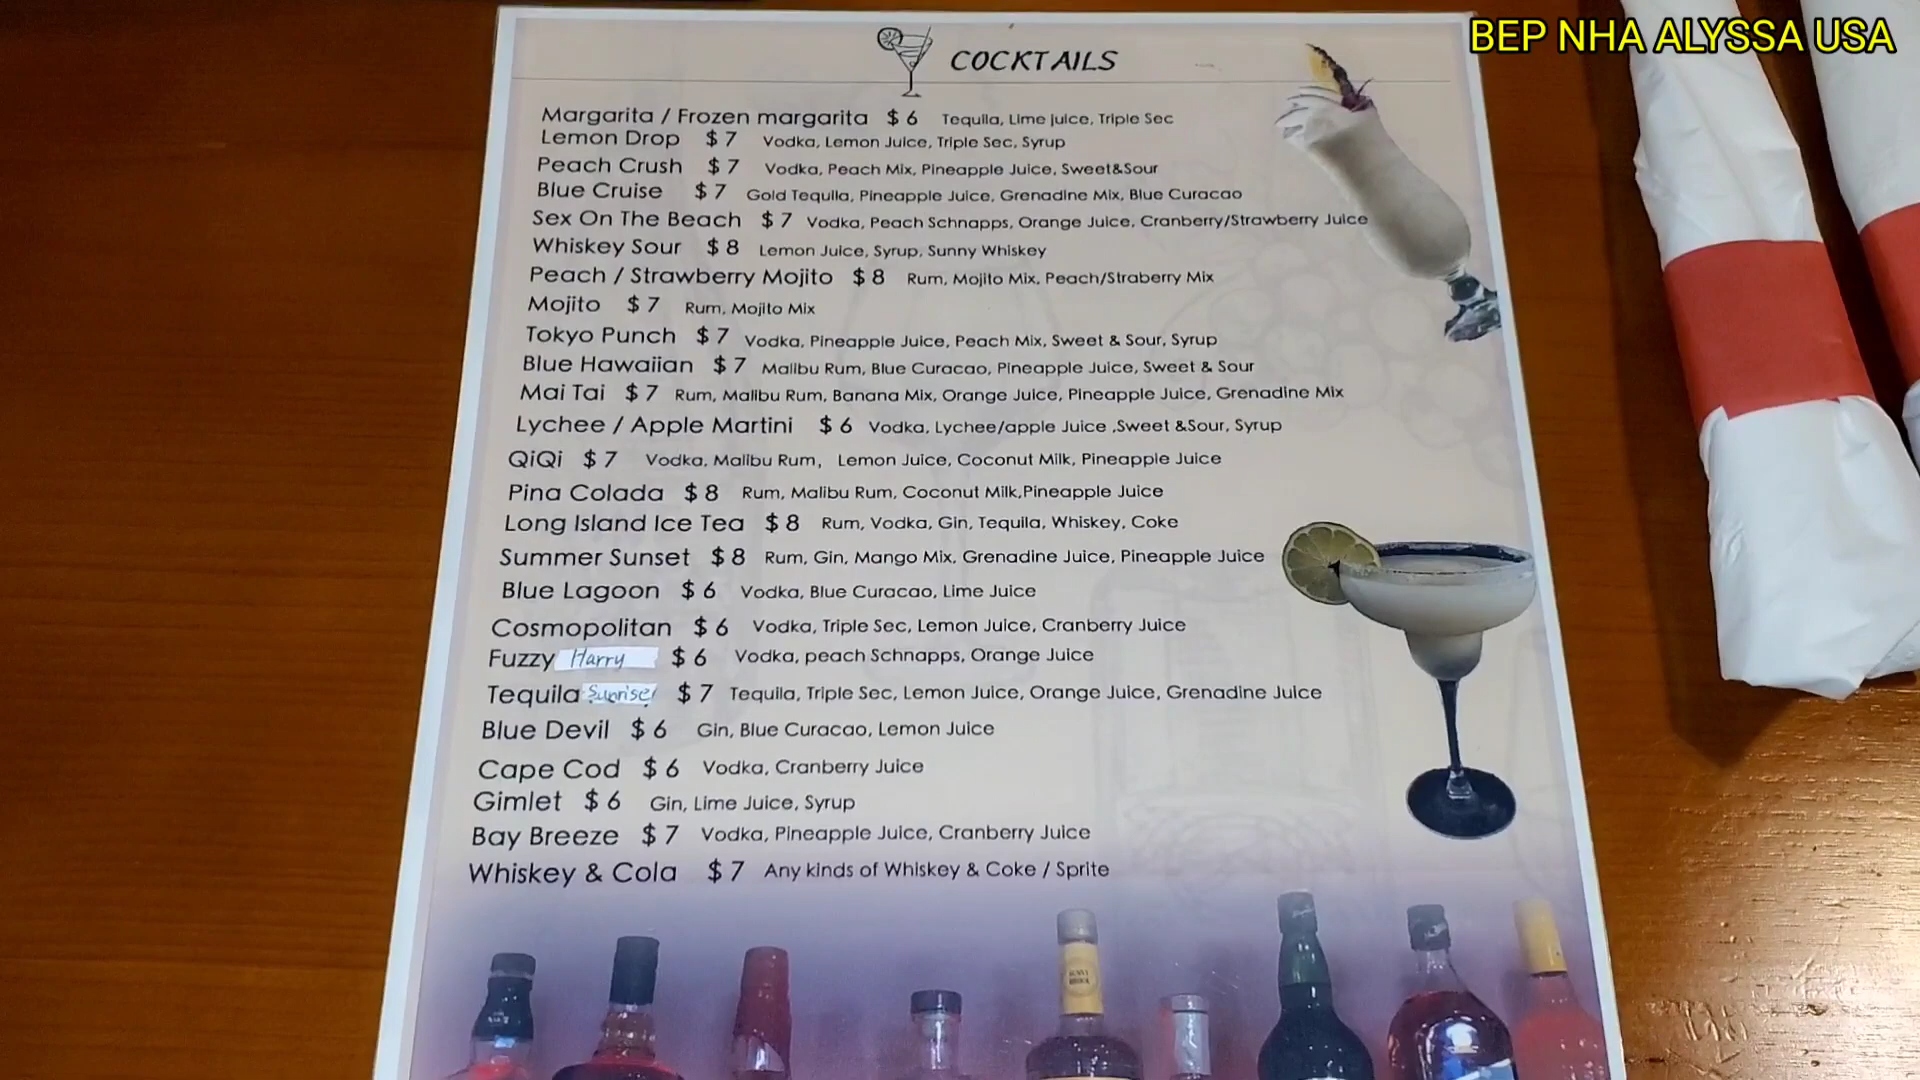 BEP NHA ALYSSA USA
COCKTAILS
Margarita / Frozen margarita $ 6 Tequila, Lime juice, Triple Sec
Lemon Drop $ 7 Vodka, Lemon Juice, Triple Sec, Syrup
Peach Crush $ 7 Vodka, Peach Mix, Pineapple Juice, Sweet&Sour
Blue Cruise $ 7 Gold Tequila, Pineapple Juice, Grenadine Mix, Blue Curacao
Sex On The Beach $ 7 Vodka, Peach Schnapps, Orange Juice, Cranberry/Strawberry Juice
Whiskey Sour $ 8 Lemon Juice, Syrup, Sunny Whiskey
Peach / Strawberry Mojito $ 8 Rum, Mojito Mix, Peach/Straberry Mix
Mojito $ 7 Rum, Mojito Mix
Tokyo Punch $ 7 Vodka, Pineapple Juice, Peach Mix, Sweet & Sour, Syrup
Blue Hawaiian $ 7 Malibu Rum, Blue Curacao, Pineapple Juice, Sweet & Sour
Mai Tai $ 7 Rum, Malibu Rum, Banana Mix, Orange Juice, Pineapple Juice, Grenadine Mix
Lychee / Apple Martini $ 6 Vodka, Lychee/apple Juice ,Sweet &Sour, Syrup
QiQi $ 7 Vodka, Malibu Rum, Lemon Juice, Coconut Milk, Pineapple Juice
Pina Colada $ 8 Rum, Malibu Rum, Coconut Milk,Pineapple Juice
Long Island Ice Tea $ 8 Rum, Vodka, Gin, Tequila, Whiskey, Coke
Summer Sunset $ 8 Rum, Gin, Mango Mix, Grenadine Juice, Pineapple Juice
Blue Lagoon $ 6 Vodka, Blue Curacao, Lime Juice
Cosmopolitan $ 6 Vodka, Triple Sec, Lemon Juice, Cranberry Juice
Fuzzy Harry $ 6 Vodka, peach Schnapps, Orange Juice
Tequila Sunrise $ 7 Tequila, Triple Sec, Lemon Juice, Orange Juice, Grenadine Juice
Blue Devil $ 6 Gin, Blue Curacao, Lemon Juice
Cape Cod $ 6 Vodka, Cranberry Juice
Gimlet $ 6 Gin, Lime Juice, Syrup
Bay Breeze $ 7 Vodka, Pineapple Juice, Cranberry Juice
Whiskey & Cola $ 7 Any kinds of Whiskey & Coke / Sprite